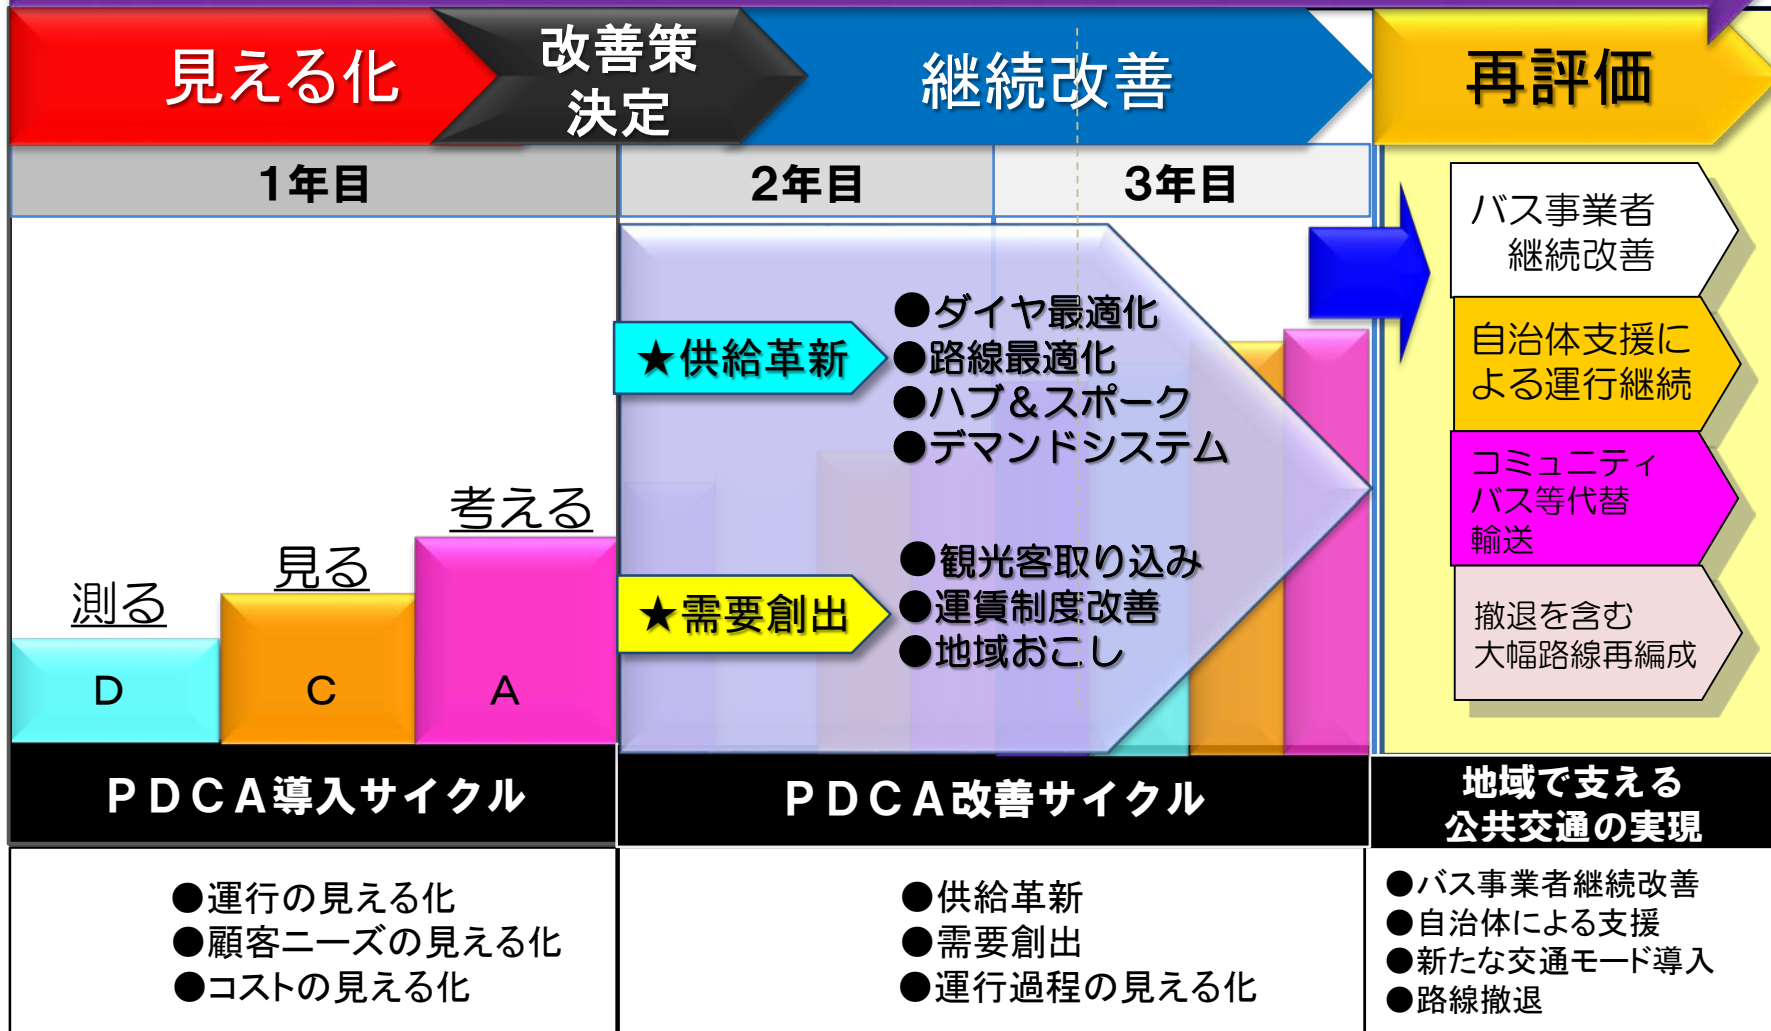 見える化
改善策
決定
継続改善
再評価
1年目
2年目
3年目
測る
見る
考える
D
C
A
★供給革新
●ダイヤ最適化
●路線最適化
●ハブ&スポーク
●デマンドシステム
★需要創出
●観光客取り込み
●運賃制度改善
●地域おこし
バス事業者
継続改善
自治体支援に
よる運行継続
コミュニティ
バス等代替
輸送
撤退を含む
大幅路線再編成
PDCA導入サイクル
PDCA改善サイクル
地域で支える
公共交通の実現
●運行の見える化
●顧客ニーズの見える化
●コストの見える化
●供給革新
●需要創出
●運行過程の見える化
●バス事業者継続改善
●自治体による支援
●新たな交通モード導入
●路線撤退